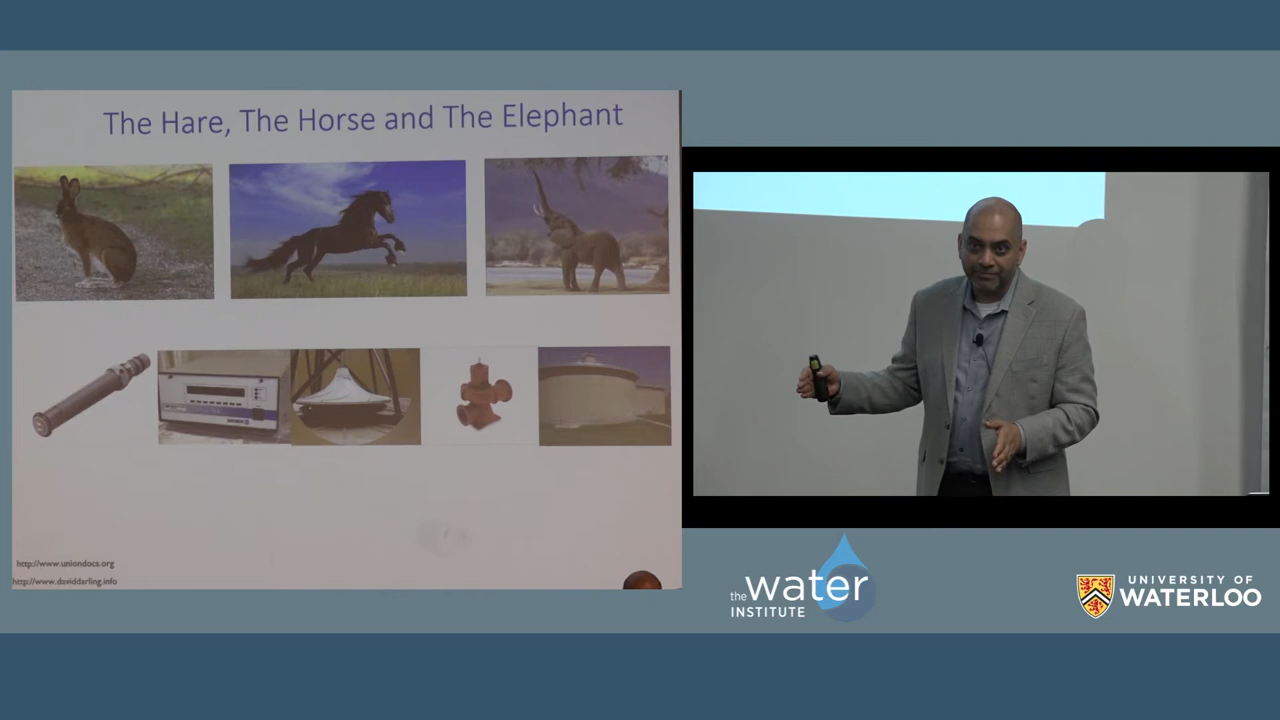 The Hare, The Horse and The Elephant
http://www.uniondocs.org
http://www.daviddarling.info
the water
INSTITUTE
UNIVERSITY OF
WATERLOO